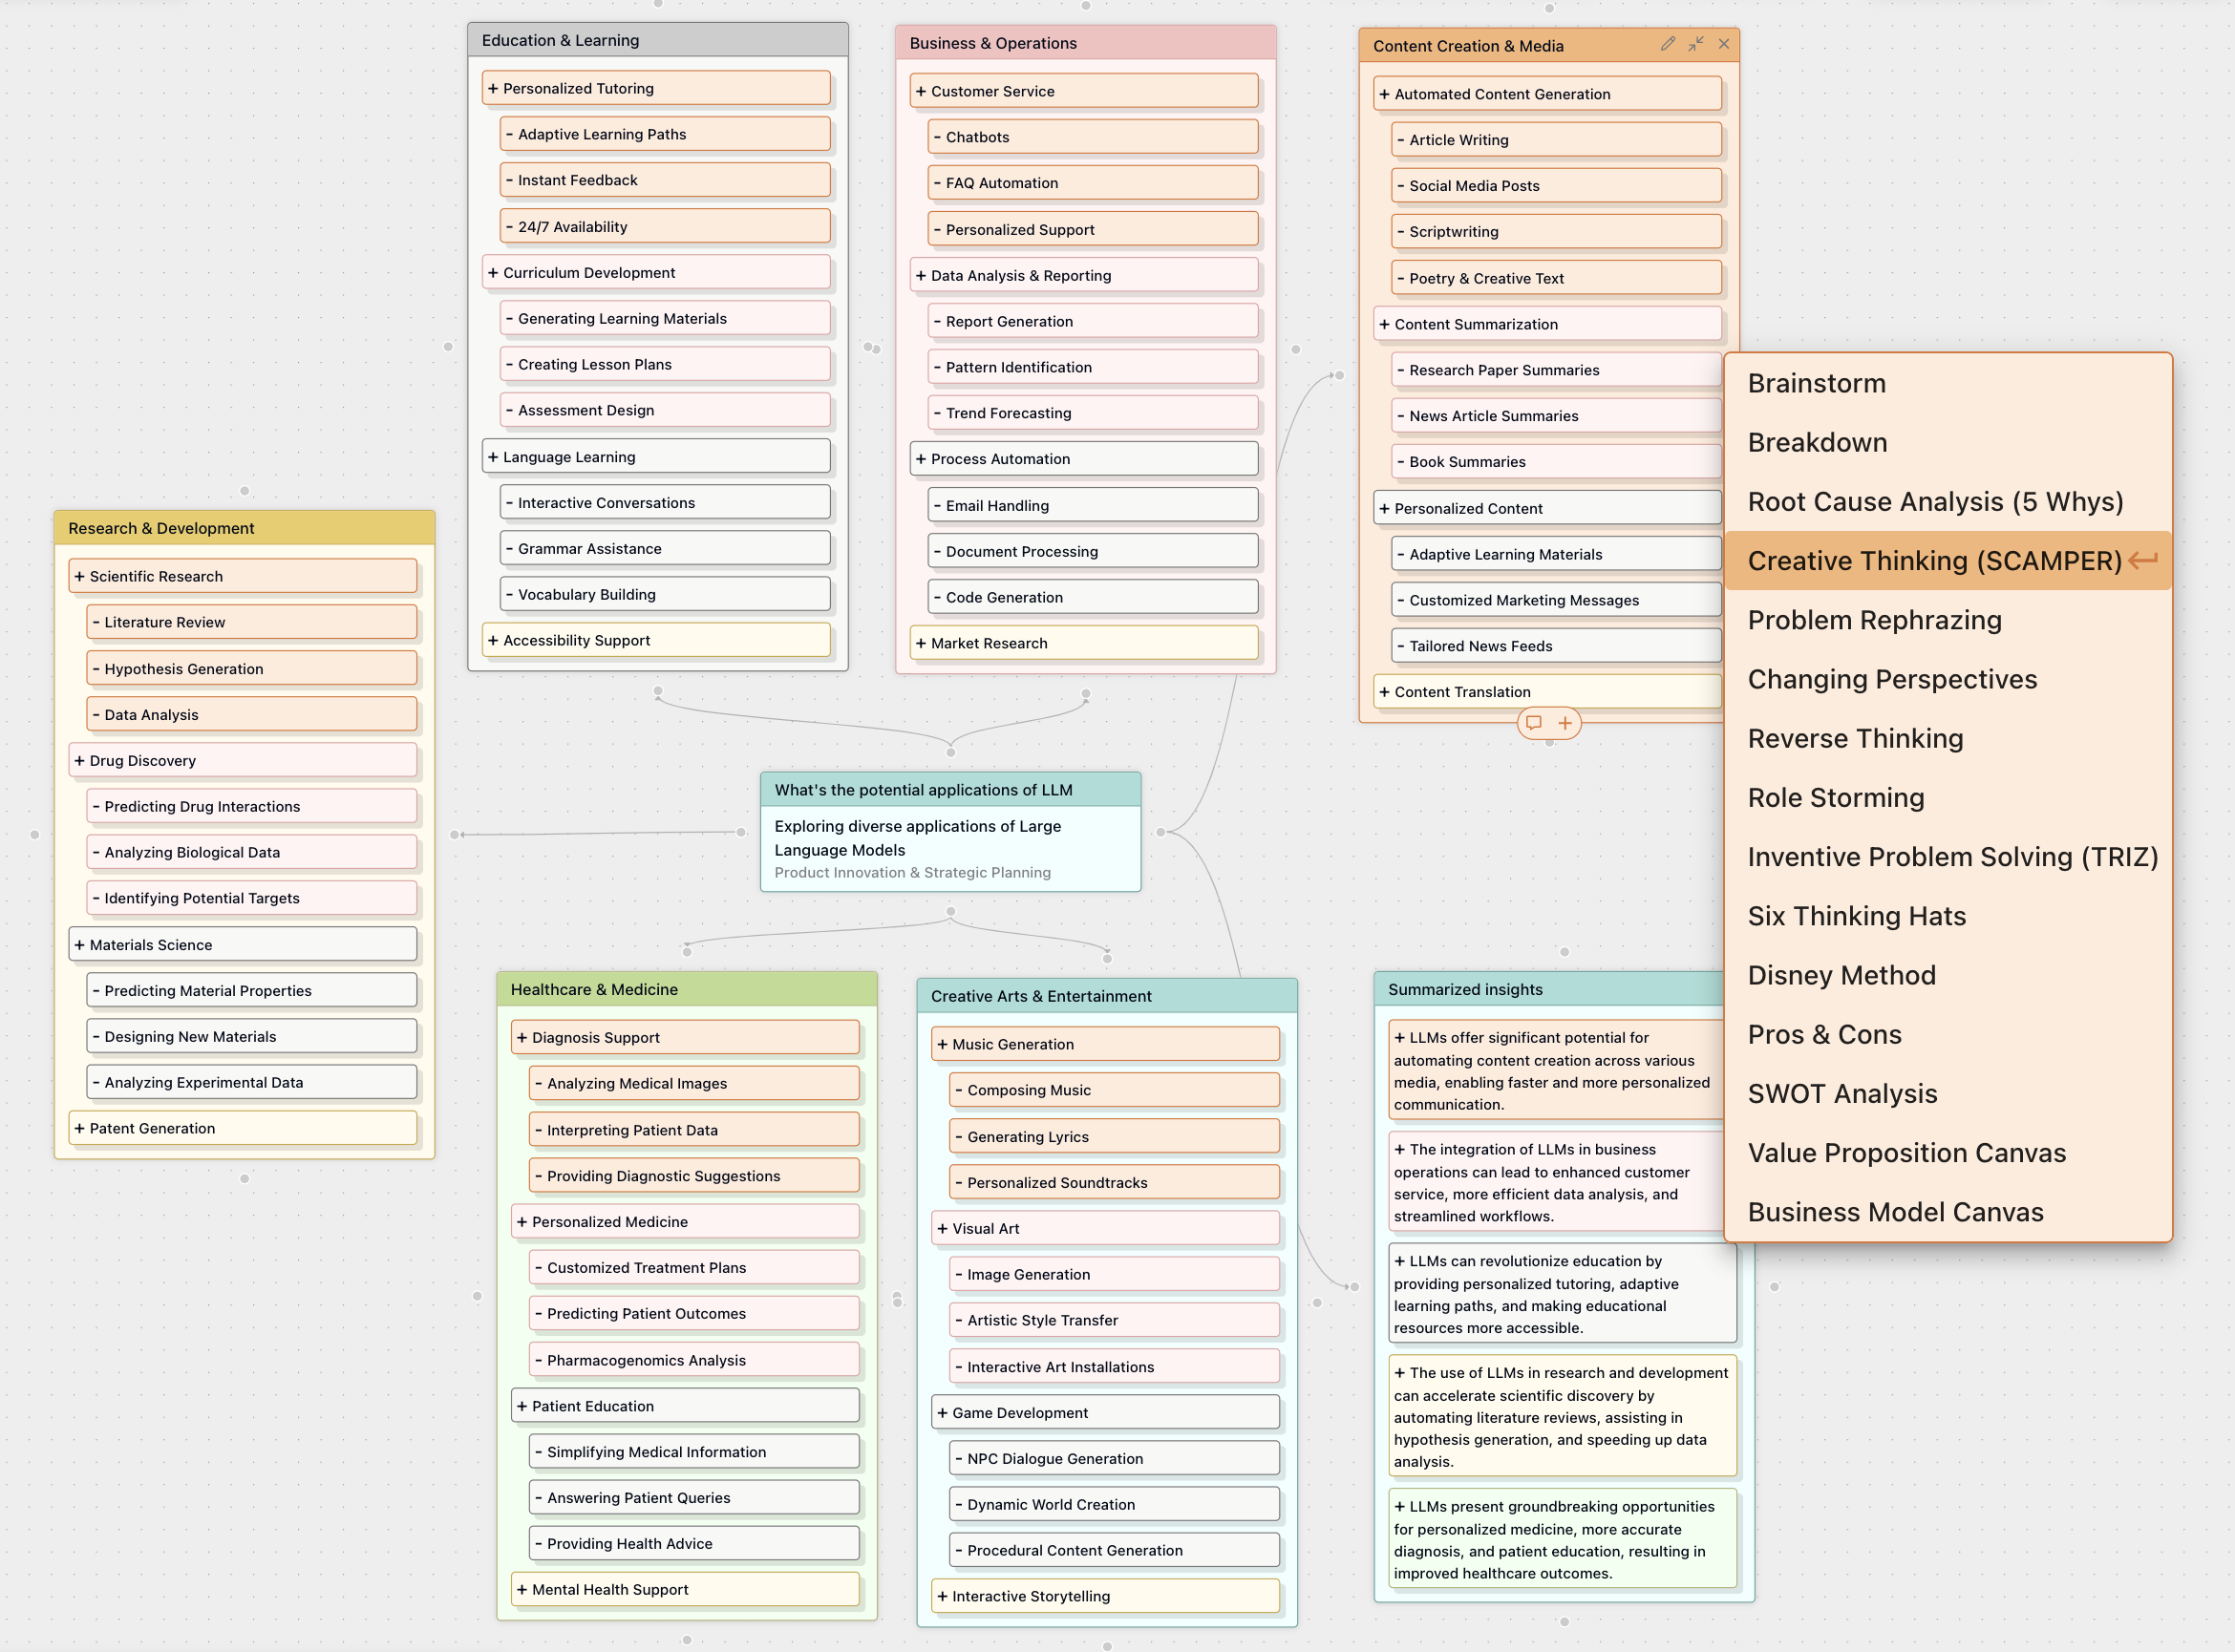 Education & Learning
+ Personalized Tutoring
- Adaptive Learning Paths
- Instant Feedback
- 24/7 Availability
+ Curriculum Development
- Generating Learning Materials
- Creating Lesson Plans
- Assessment Design
+ Language Learning
- Interactive Conversations
- Grammar Assistance
- Vocabulary Building
+ Accessibility Support
Business & Operations
+ Customer Service
- Chatbots
- FAQ Automation
- Personalized Support
+ Data Analysis & Reporting
- Report Generation
- Pattern Identification
- Trend Forecasting
+ Process Automation
- Email Handling
- Document Processing
- Code Generation
+ Market Research
Content Creation & Media
+ Automated Content Generation
- Article Writing
- Social Media Posts
- Scriptwriting
- Poetry & Creative Text
+ Content Summarization
- Research Paper Summaries
- News Article Summaries
- Book Summaries
+ Personalized Content
- Adaptive Learning Materials
- Customized Marketing Messages
- Tailored News Feeds
+ Content Translation
Brainstorm
Breakdown
Root Cause Analysis (5 Whys)
Creative Thinking (SCAMPER)
Problem Rephrazing
Changing Perspectives
Reverse Thinking
Role Storming
Inventive Problem Solving (TRIZ)
Six Thinking Hats
Disney Method
Pros & Cons
SWOT Analysis
Value Proposition Canvas
Business Model Canvas
Research & Development
+ Scientific Research
- Literature Review
- Hypothesis Generation
- Data Analysis
+ Drug Discovery
- Predicting Drug Interactions
- Analyzing Biological Data
- Identifying Potential Targets
+ Materials Science
- Predicting Material Properties
- Designing New Materials
- Analyzing Experimental Data
+ Patent Generation
What's the potential applications of LLM
Exploring diverse applications of Large
Language Models
Product Innovation & Strategic Planning
Healthcare & Medicine
+ Diagnosis Support
- Analyzing Medical Images
- Interpreting Patient Data
- Providing Diagnostic Suggestions
+ Personalized Medicine
- Customized Treatment Plans
- Predicting Patient Outcomes
- Pharmacogenomics Analysis
+ Patient Education
- Simplifying Medical Information
- Answering Patient Queries
- Providing Health Advice
+ Mental Health Support
Creative Arts & Entertainment
+ Music Generation
- Composing Music
- Generating Lyrics
- Personalized Soundtracks
+ Visual Art
- Image Generation
- Artistic Style Transfer
- Interactive Art Installations
+ Game Development
- NPC Dialogue Generation
- Dynamic World Creation
- Procedural Content Generation
+ Interactive Storytelling
Summarized insights
+ LLMs offer significant potential for
automating content creation across various
media, enabling faster and more personalized
communication.
+ The integration of LLMs in business
operations can lead to enhanced customer
service, more efficient data analysis, and
streamlined workflows.
+ LLMs can revolutionize education by
providing personalized tutoring, adaptive
learning paths, and making educational
resources more accessible.
+ The use of LLMs in research and development
can accelerate scientific discovery by
automating literature reviews, assisting in
hypothesis generation, and speeding up data
analysis.
+ LLMs present groundbreaking opportunities
for personalized medicine, more accurate
diagnosis, and patient education, resulting in
improved healthcare outcomes.